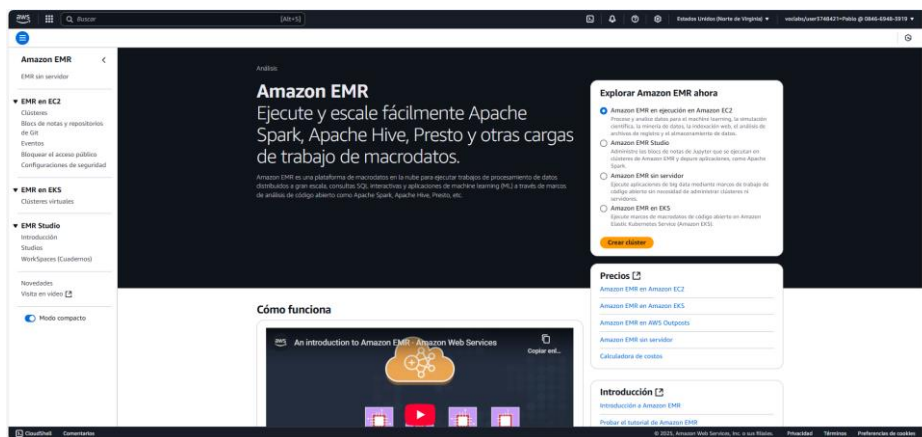 aws
Buscar
[Alt+S]
Estados Unidos (Norte de Virginia)
voclabs/user3748421=Pablo @ 0846-6946-3319
Amazon EMR
EMR sin servidor
EMR en EC2
Clústeres
Blocs de notas y repositorios
de Git
Eventos
Bloquear el acceso público
Configuraciones de seguridad
EMR en EKS
Clústeres virtuales
EMR Studio
Introducción
Studios
WorkSpaces (Cuadernos)
Novedades
Visita en vídeo
Modo compacto
Análisis
Amazon EMR
Ejecute y escale fácilmente Apache
Spark, Apache Hive, Presto y otras cargas
de trabajo de macrodatos.
Amazon EMR es una plataforma de macrodatos en la nube para ejecutar trabajos de procesamiento de datos
distribuidos a gran escala, consultas SQL interactivas y aplicaciones de machine learning (ML) a través de marcos
de análisis de código abierto como Apache Spark, Apache Hive, Presto, etc.
Explorar Amazon EMR ahora
Amazon EMR en ejecución en Amazon EC2
Procese y analice datos para el machine learning, la simulación
científica, la minería de datos, la indexación web, el análisis de
archivos de registro y el almacenamiento de datos.
Amazon EMR Studio
Administre los blocs de notas de Jupyter que se ejecutan en
clústeres de Amazon EMR y depure aplicaciones, como Apache
Spark.
Amazon EMR sin servidor
Ejecute aplicaciones de big data mediante marcos de trabajo de
código abierto sin necesidad de administrar clústeres ni
servidores.
Amazon EMR en EKS
Ejecute marcos de macrodatos de código abierto en Amazon
Elastic Kubernetes Service (Amazon EKS).
Crear clúster
Precios
Amazon EMR en Amazon EC2
Amazon EMR en Amazon EKS
Amazon EMR en AWS Outposts
Amazon EMR sin servidor
Calculadora de costos
Cómo funciona
aws
An introduction to Amazon EMR - Amazon Web Services
Copiar enl...
Introducción
Introducción a Amazon EMR
Probar el tutorial de Amazon EMR
CloudShell
Comentarios
© 2025, Amazon Web Services, Inc. o sus filiales.
Privacidad
Términos
Preferencias de cookies